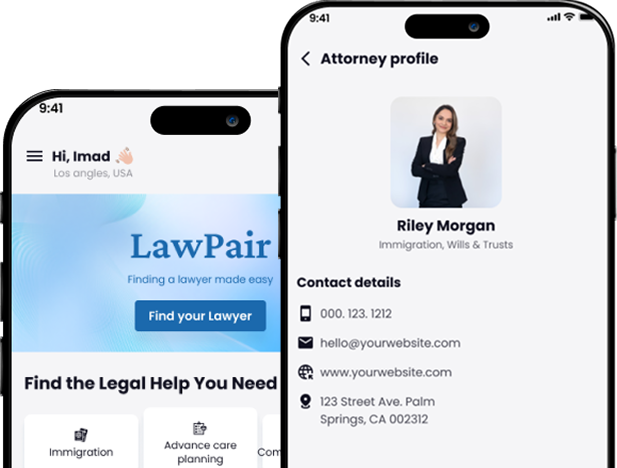 9:41
Hi, Imad
Los angles, USA
LawPair
Finding a lawyer made easy
Find your Lawyer
Find the Legal Help You Need
Immigration
Advance care
planning
Com
9:41
Attorney profile
Riley Morgan
Immigration, Wills & Trusts
Contact details
000. 123. 1212
hello@yourwebsite.com
www.yourwebsite.com
123 Street Ave. Palm
Springs, CA 002312